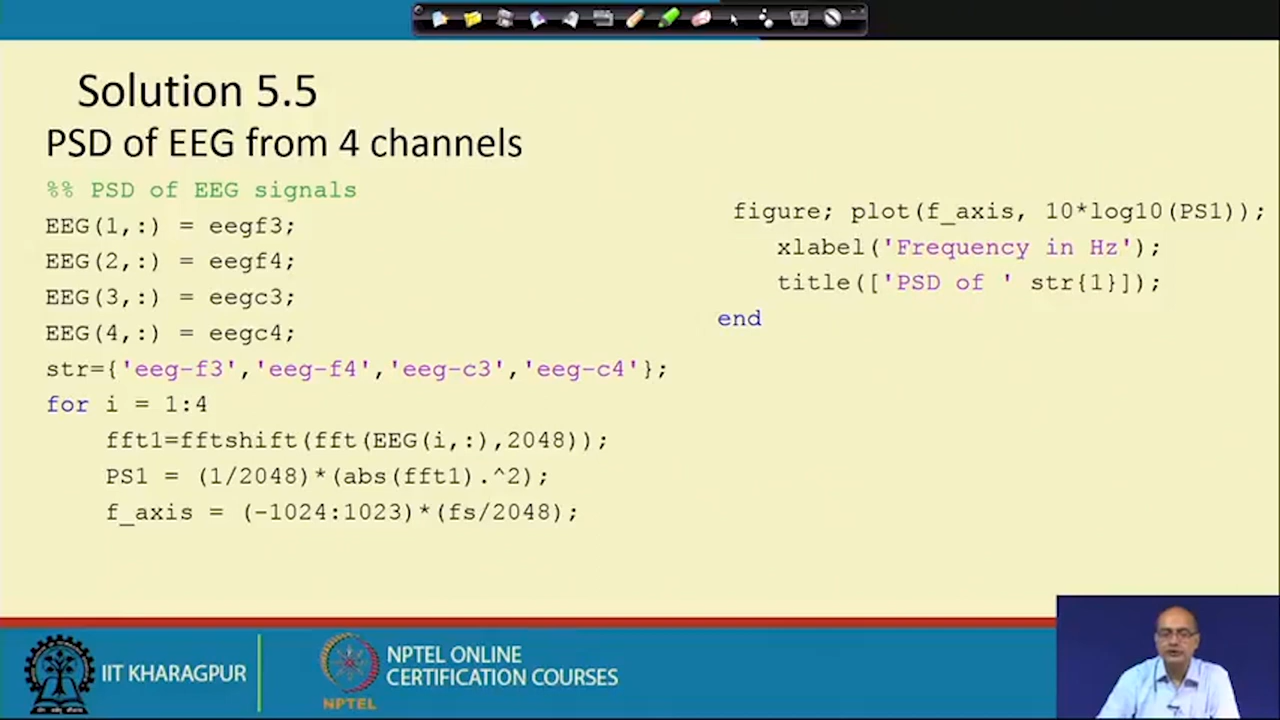 Solution 5.5
PSD of EEG from 4 channels
%% PSD of EEG signals
EEG(1,:) = eegf3;
EEG(2,:) = eegf4;
EEG(3,:) = eegc3;
EEG(4,:) = eegc4;
str={'eeg-f3','eeg-f4','eeg-c3','eeg-c4'};
for i = 1:4
fft1=fftshift(fft(EEG(i,:),2048));
PS1 = (1/2048)*(abs(fft1).^2);
f_axis = (-1024:1023)*(fs/2048);
figure; plot(f_axis, 10*log10(PS1));
xlabel('Frequency in Hz');
title(['PSD of ' str{1}]);
end
IIT KHARAGPUR
NPTEL
NPTEL ONLINE
CERTIFICATION COURSES